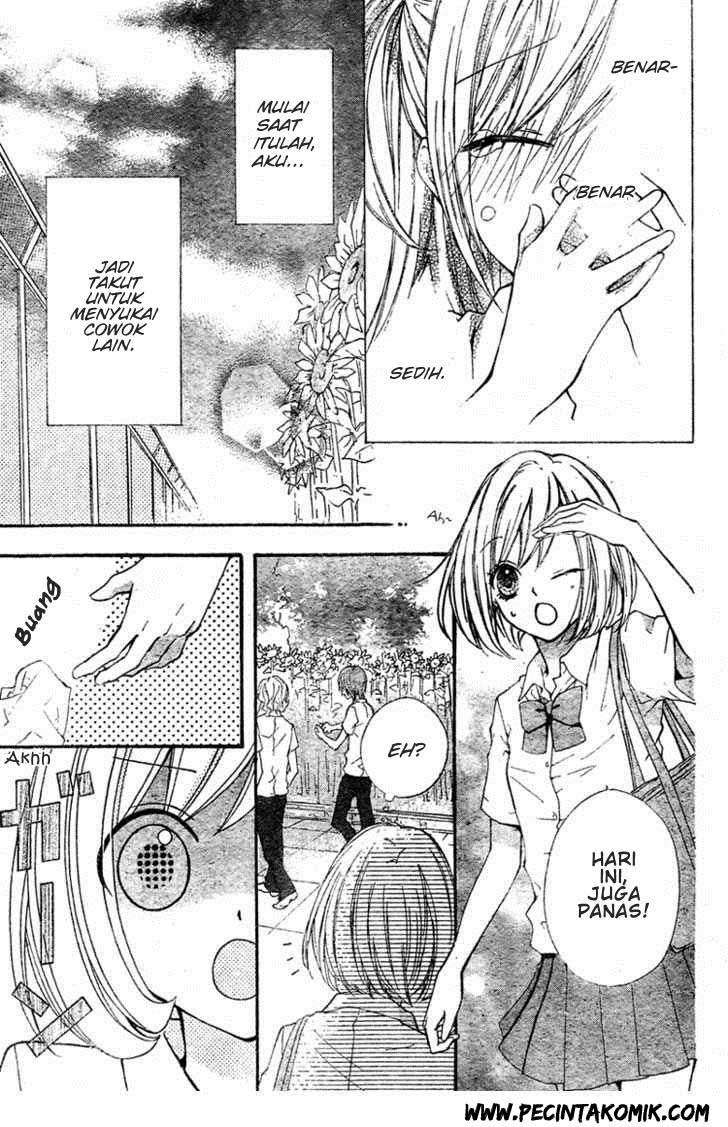 BENAR-
BENAR
SEDIH.
MULAI
SAAT
ITULAH,
AKU...
JADI
TAKUT
UNTUK
MENYUKAI
COWOK
LAIN.
Ah~
HARI
INI,
JUGA
PANAS!
EH?
Buang
Akhh
WWW.PECINTAKOMIK.COM